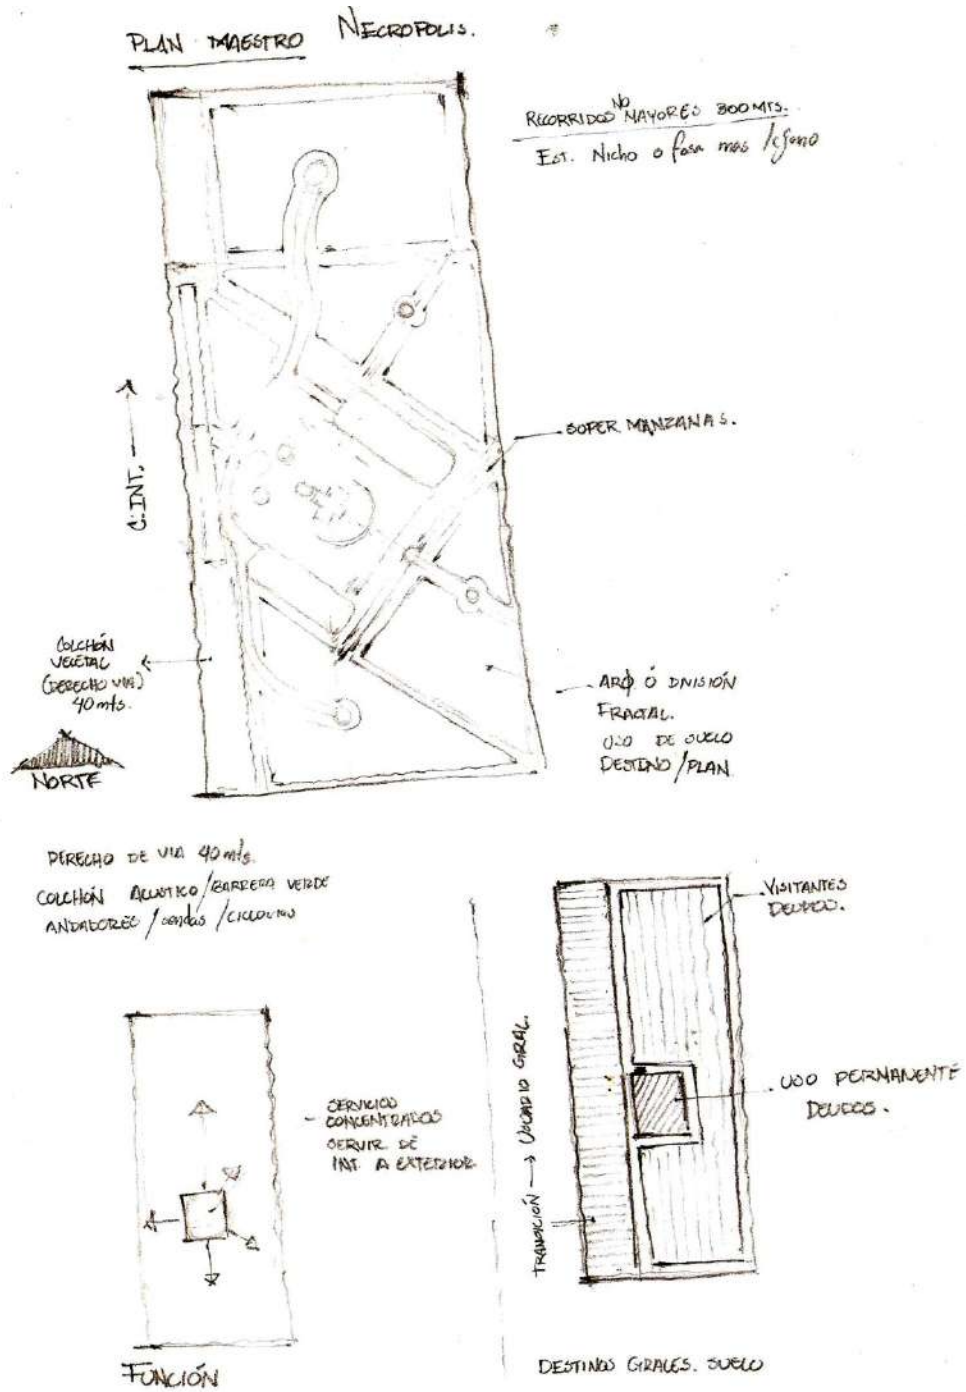 PLAN MAESTRO NECROPOLIS.
RECORRIDOS NO MAYORES 300 MTS.
EST. Nicho o fosa mas
SUPER MANZANAS.
C. INT.
COLCHÓN
VEGETAL
(DERECHO VIA)
40 mts.
NORTE
ARQ. Ó DIVISIÓN
FRACTAL.
USO DE SUELO
DESTINO/PLAN
DERECHO DE VIA 40 mts.
COLCHÓN ACUSTICO/BARRERA VERDE
ANDADORES/sendas/CICLOVIAS
VISITANTES
DEUDOS.
USO PERMANENTE
DEUDOS.
TRANSICIÓN → GRAL.
- SERVICIOS
CONCENTRADOS
SERVIR DE
INT. A EXTERIOR
FUNCIÓN
DESTINOS GRALES. SUELO